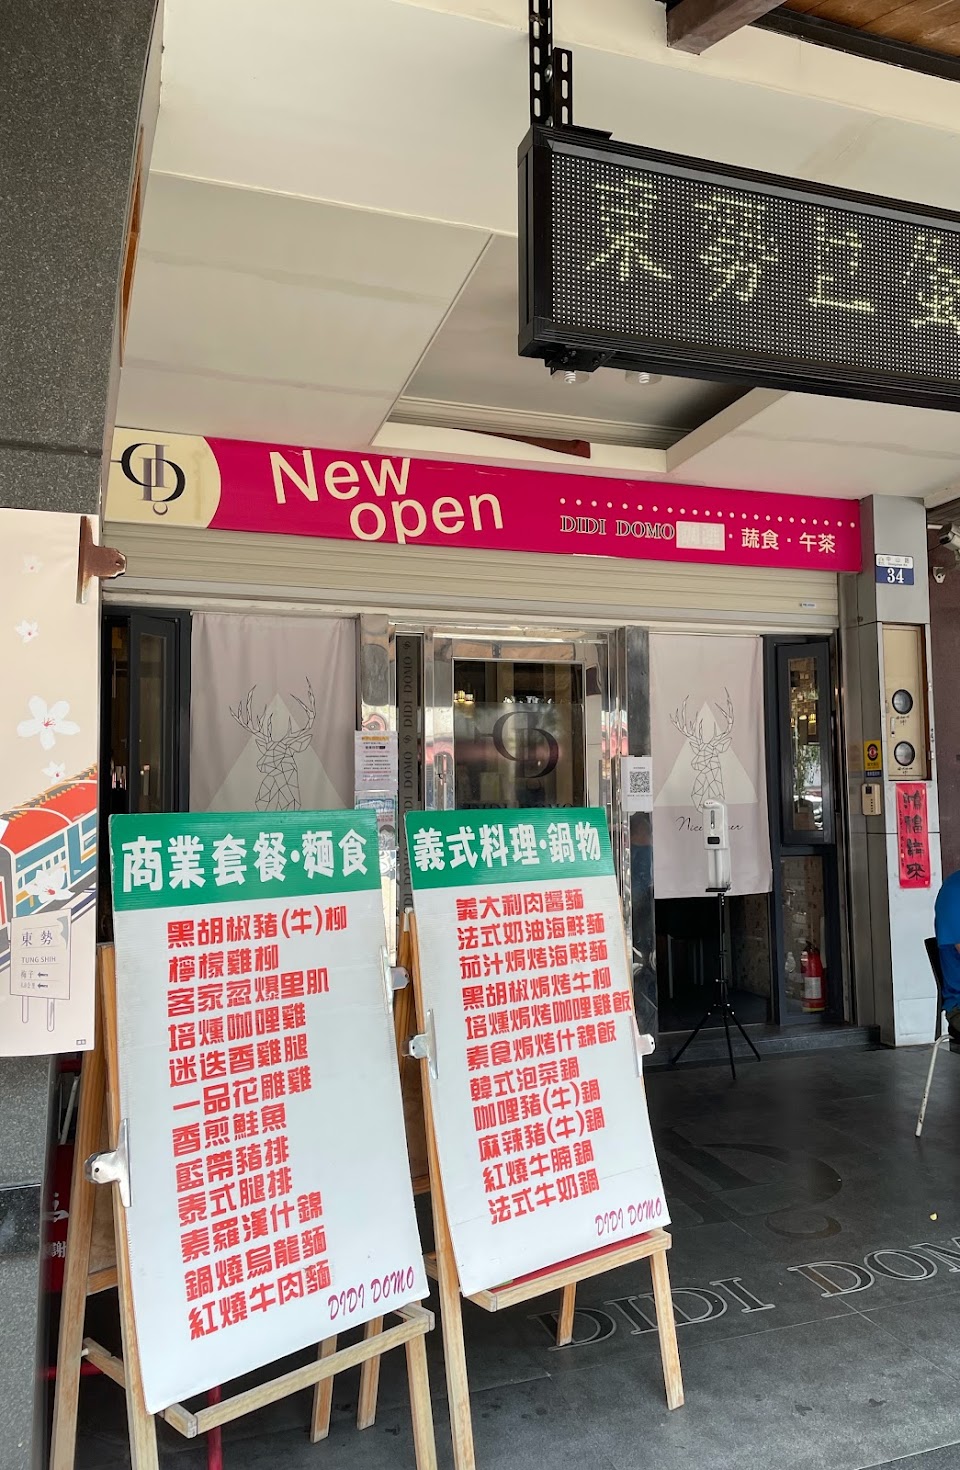 東勢巨蛋
New
open
DIDI DOMO
·蔬食·午茶
34
DIDI DOMO
DIDI DOMO
東勢
TUNG SHIH
商業套餐·麵食
黑胡椒豬(牛)柳
檸檬雞柳
客家蔥爆里肌
培燻咖哩雞
迷迭香雞腿
一品花雕雞
香煎鮭魚
藍帶豬排
泰式腿排
素羅漢什錦
鍋燒烏龍麵
紅燒牛肉麵
DIDI DOMO
義式料理·鍋物
義大利肉醬麵
法式奶油海鮮麵
茄汁焗烤海鮮麵
黑胡椒焗烤牛柳
培燻焗烤咖哩雞飯
素食焗烤什錦飯
韓式泡菜鍋
咖哩豬(牛)鍋
麻辣豬(牛)鍋
紅燒牛腩鍋
法式牛奶鍋
DIDI DOMO
DIDI DOM